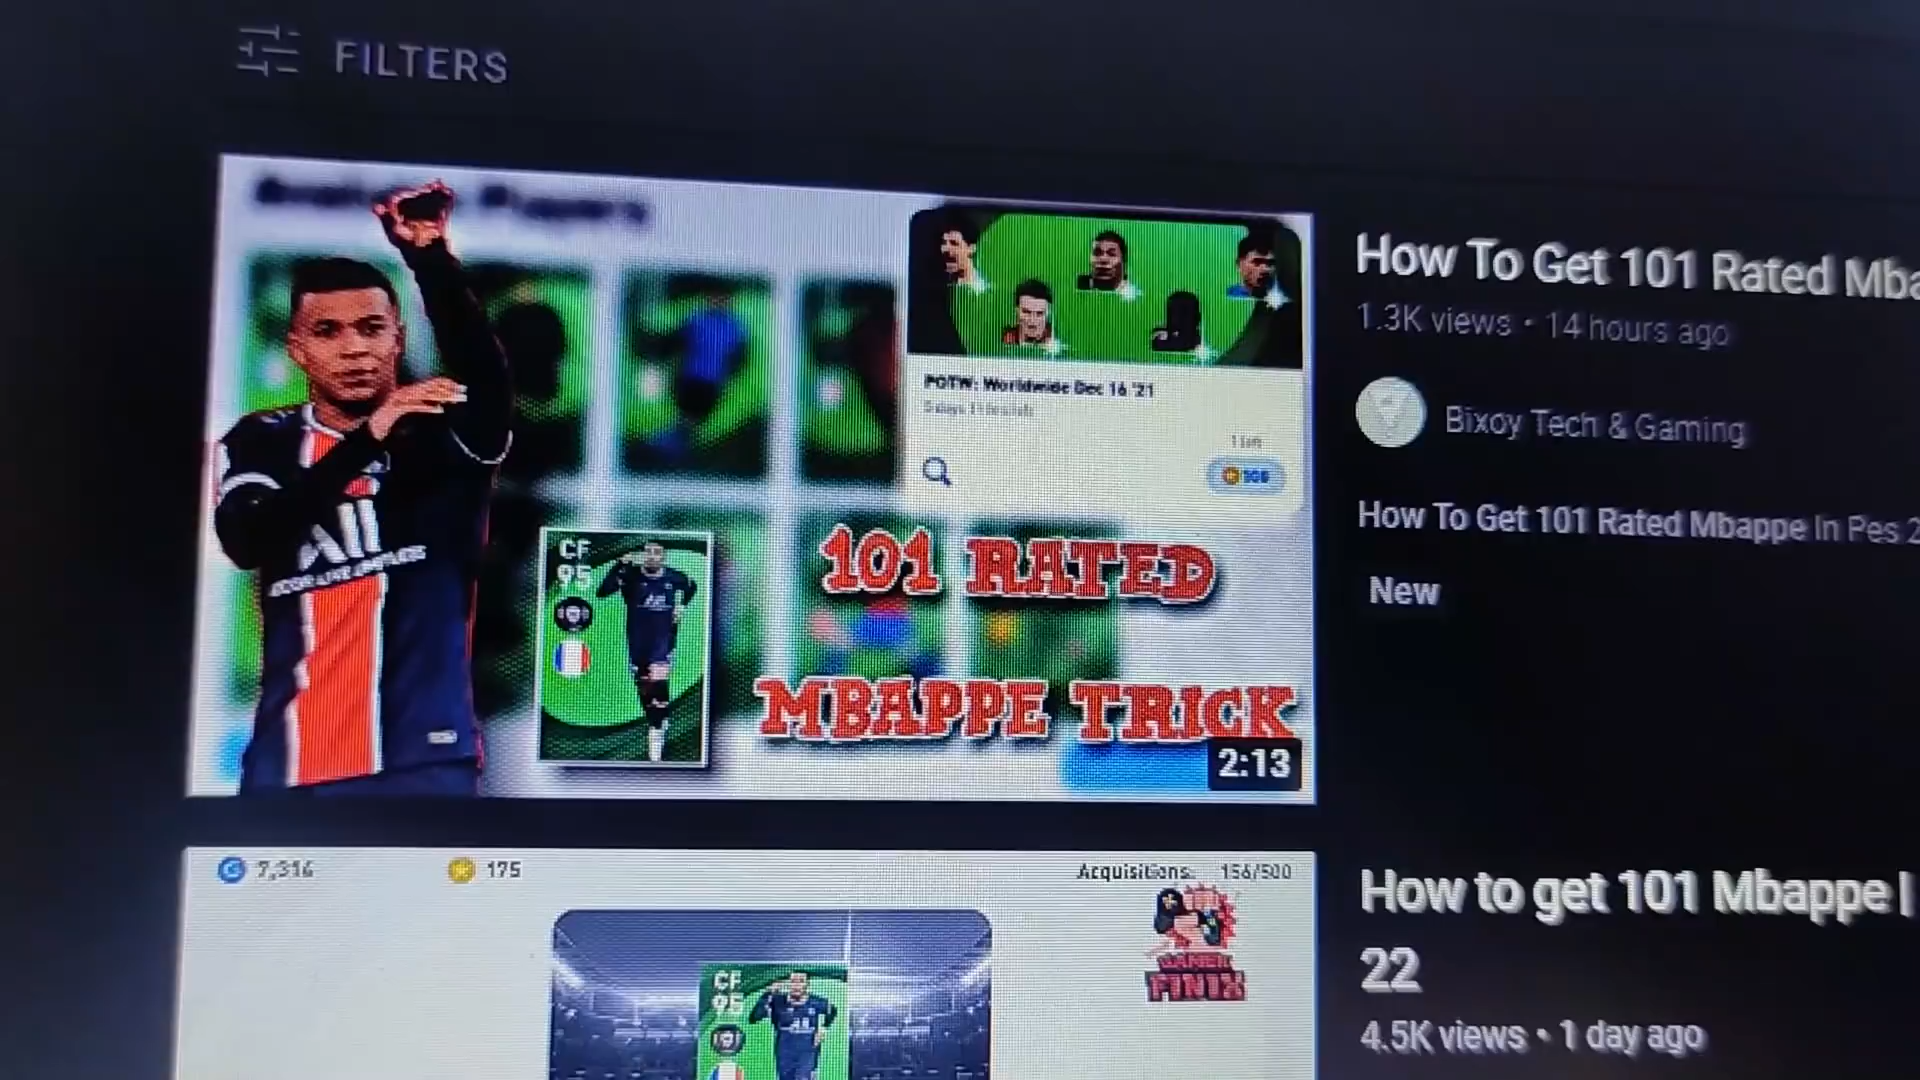 FILTERS
POTW: Worldwide Dec 16 '21
CF
95
101 RATED
MBAPPE TRICK
2:13
How To Get 101 Rated Mba
1.3K views • 14 hours ago
Bixoy Tech & Gaming
How To Get 101 Rated Mbappe In Pes 2
New
7,316
175
Acquisitions: 156/500
GAMER
FINIX
CF
95
How to get 101 Mbappe I
22
4.5K views • 1 day ago